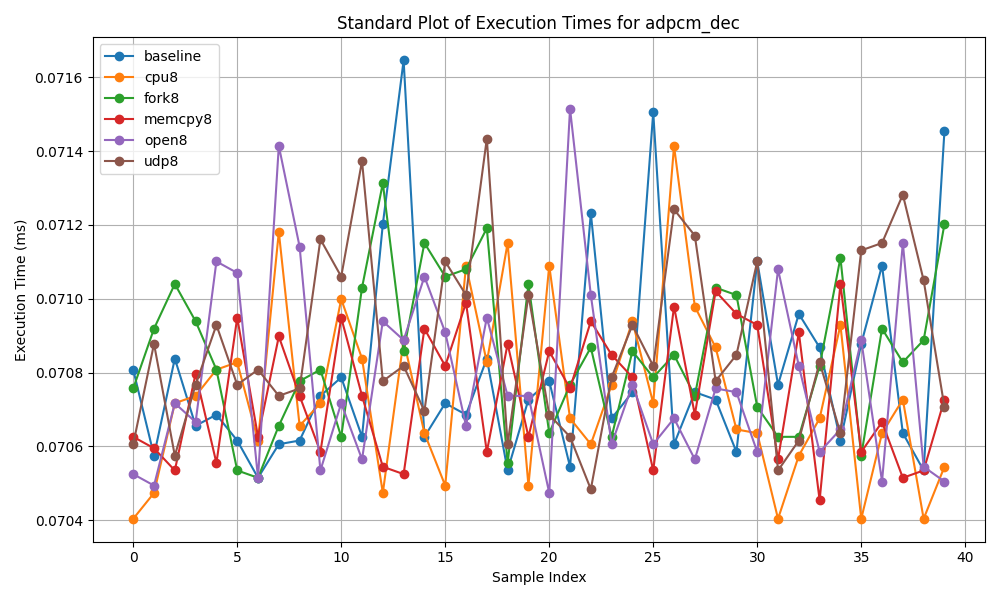 Standard Plot of Execution Times for adpcm_dec
baseline
cpu8
fork8
memcpy8
open8
udp8
Execution Time (ms)
0.0716
0.0714
0.0712
0.0710
0.0708
0.0706
0.0704
0 5 10 15 20 25 30 35 40
Sample Index